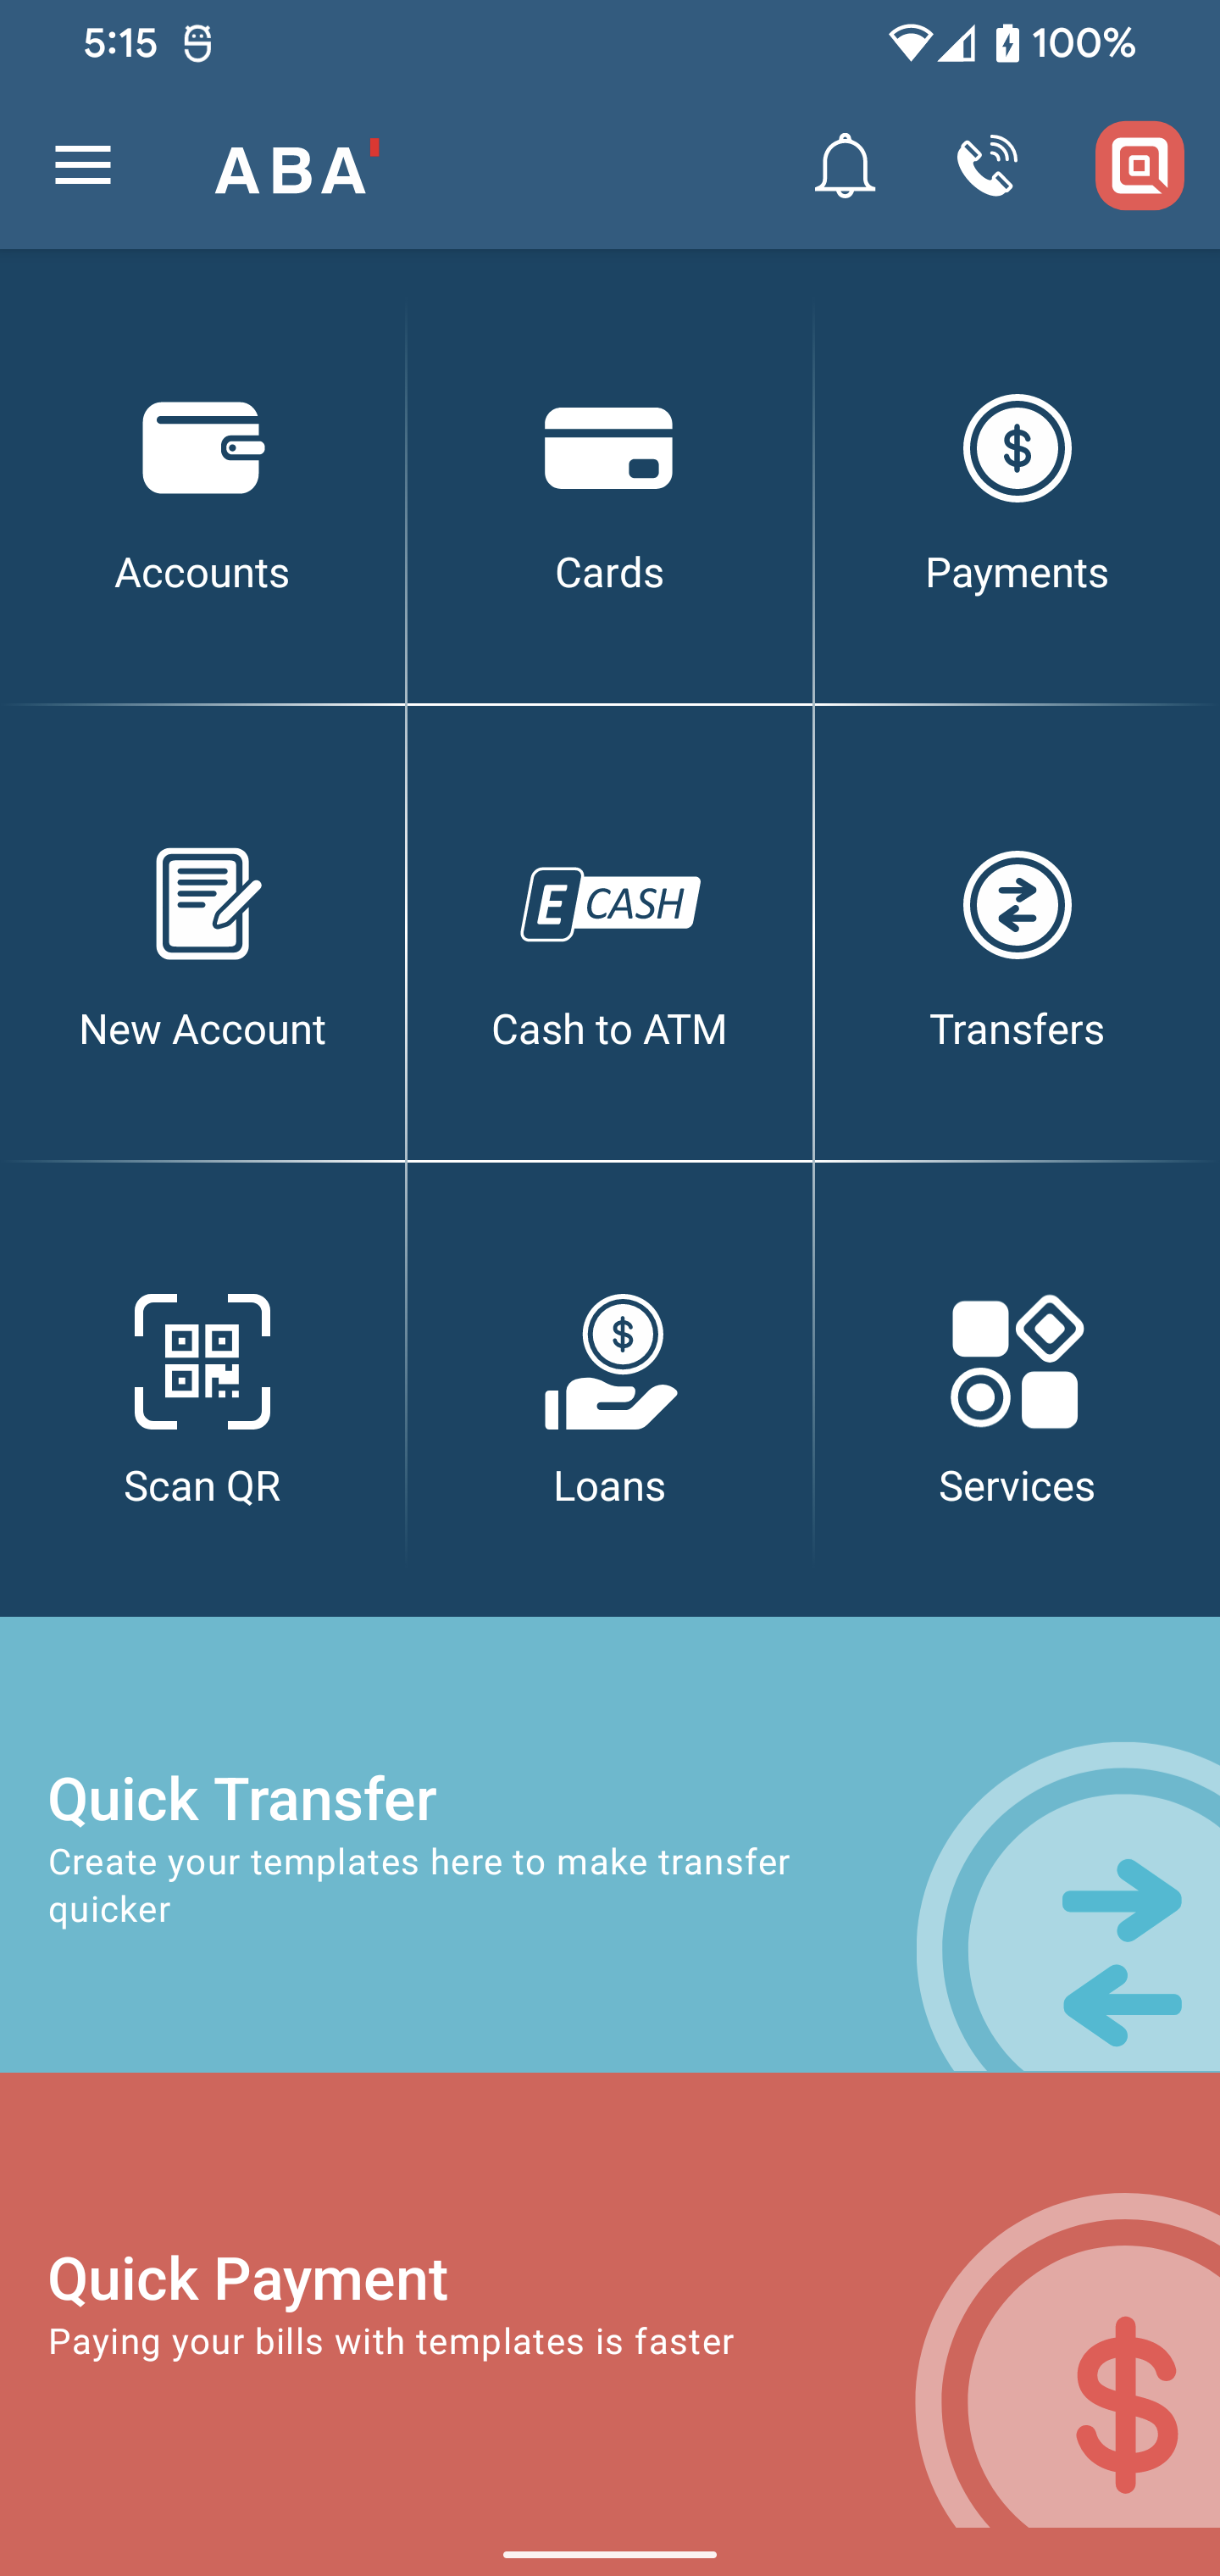 5:15
100%
ABA'
Accounts
Cards
Payments
E CASH
New Account
Cash to ATM
Transfers
Scan QR
Loans
Services
Quick Transfer
Create your templates here to make transfer
quicker
Quick Payment
Paying your bills with templates is faster